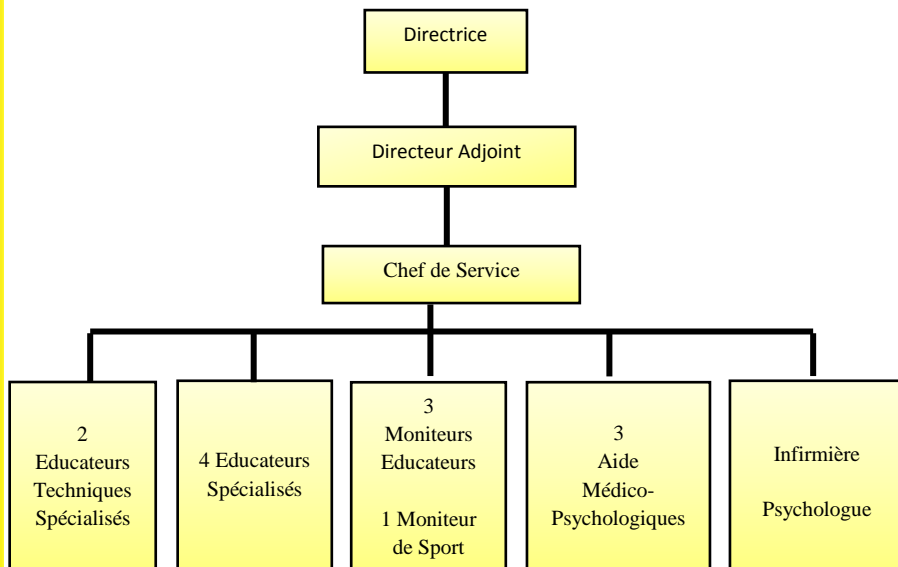 Directrice
Directeur Adjoint
Chef de Service
2
Educateurs
Techniques
Spécialisés
4 Educateurs
Spécialisés
3
Moniteurs
Educateurs
1 Moniteur
de Sport
3
Aide
Médico-
Psychologiques
Infirmière
Psychologue